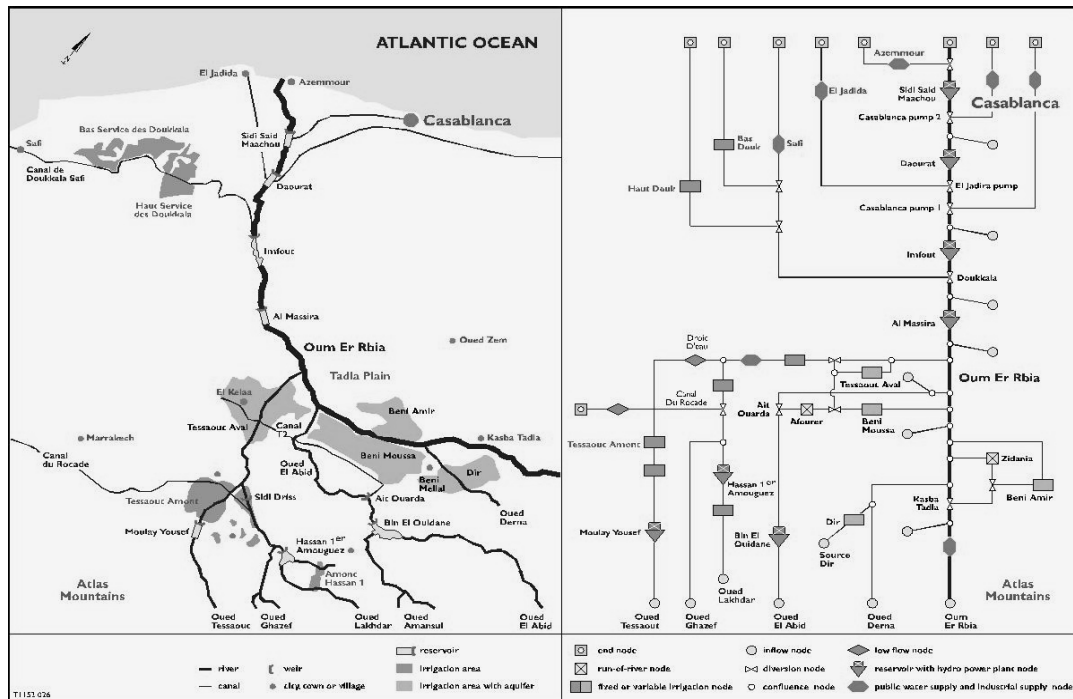 N
ATLANTIC OCEAN
El Jadida
Azemmour
Casablanca
Bas Service des Doukkala
Sidi Said
Maachou
Safi
Canal de
Doukkala Safi
Daourat
Haut Service
des Doukkala
Imfout
Al Massira
Oum Er Rbia
Oued Zem
Tadla Plain
El Kelaa
Beni Amir
Tessaout Aval
Canal
T2
Marrakech
Kasba Tadla
Canal
du Rocade
Beni Moussa
Oued
El Abid
Beni
Mellal
Dir
Tessaout Amont
Sidi Driss
Ait Ouarda
Oued
Derna
Moulay Yousef
Bin El Ouidane
Hassan 1er
Amouguez
Amont
Hassan 1
Atlas
Mountains
Oued
Tessaout
Oued
Ghazef
Oued
Lakhdar
Oued
Amansul
Oued
El Abid
river
canal
weir
city, town or village
reservoir
irrigation area
irrigation area with aquifer
T1152 026
Azemmour
El Jadida
Sidi Said
Maachou
Casablanca
Casablanca pump 2
Bas
Douk
Safi
Daourat
Haut Douk
El Jadira pump
Casablanca pump 1
Imfout
Doukkala
Al Massira
Droit
D'eau
Tessaout Aval
Oum Er Rbia
Canal
Du Rocade
Ait
Ouarda
Afourer
Beni
Moussa
Tessaout Amont
Zidania
Hassan 1er
Amouguez
Kasba
Tadla
Beni Amir
Moulay Yousef
Bin El
Ouidane
Dir
Source
Dir
Oued
Lakhdar
Atlas
Mountains
Oued
Tessaout
Oued
Ghazef
Oued
El Abid
Oued
Derna
Oum
Er Rbia
end node
inflow node
low flow node
run-of-river node
diversion node
reservoir with hydro power plant node
fixed or variable irrigation node
confluence node
public water supply and industrial supply node